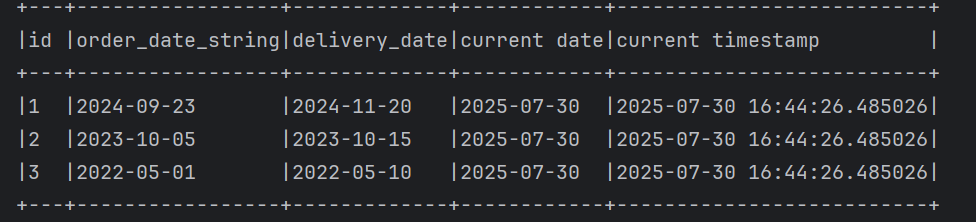 +---+-----------------+-------------+------------+--------------------------+
|id |order_date_string|delivery_date|current date|current timestamp         |
+---+-----------------+-------------+------------+--------------------------+
|1  |2024-09-23       |2024-11-20   |2025-07-30  |2025-07-30 16:44:26.485026|
|2  |2023-10-05       |2023-10-15   |2025-07-30  |2025-07-30 16:44:26.485026|
|3  |2022-05-01       |2022-05-10   |2025-07-30  |2025-07-30 16:44:26.485026|
+---+-----------------+-------------+------------+--------------------------+